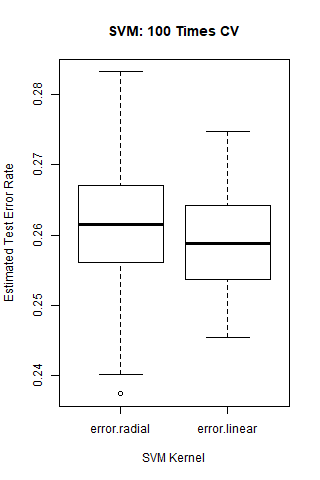 SVM: 100 Times CV
Estimated Test Error Rate
0.28
0.27
0.26
0.25
0.24
error.radial
error.linear
SVM Kernel